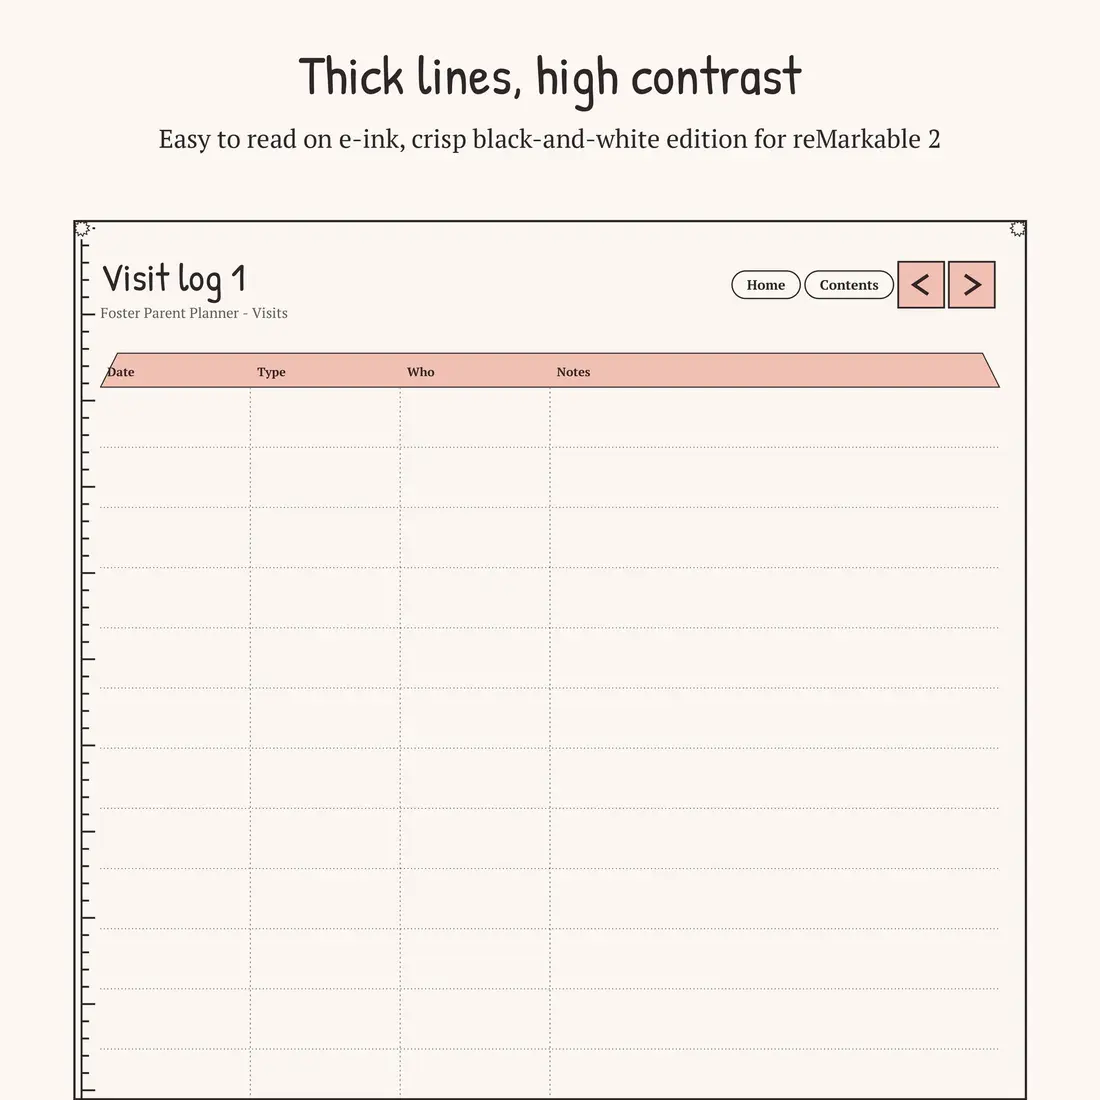 Thick lines, high contrast
Easy to read on e-ink, crisp black-and-white edition for reMarkable 2
Visit log 1
Home Contents < >
Foster Parent Planner - Visits
Date Type Who Notes